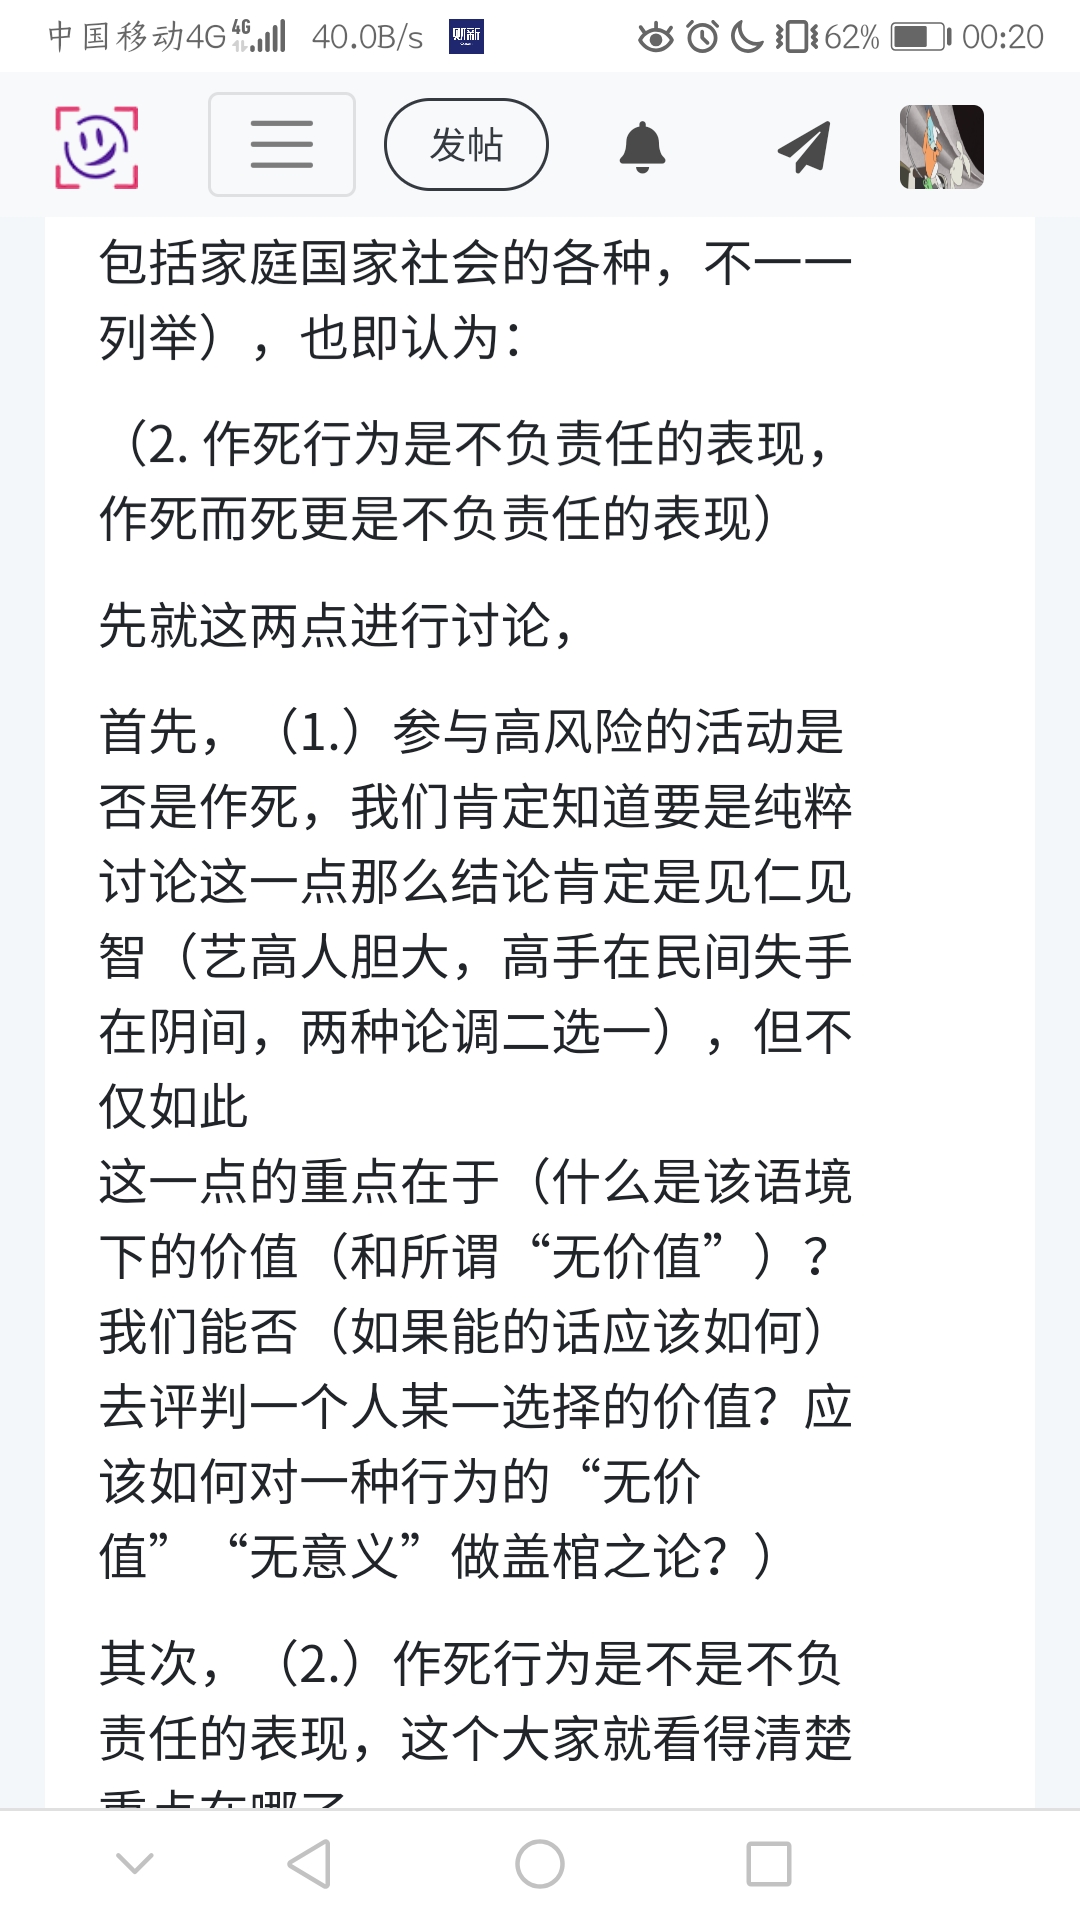 中国移动4G 4G 40.0B/s 财新 62% 00:20
发帖
包括家庭国家社会的各种，不一一
列举），也即认为：
（2. 作死行为是不负责任的表现，
作死而死更是不负责任的表现）
先就这两点进行讨论，
首先，（1.）参与高风险的活动是
否是作死，我们肯定知道要是纯粹
讨论这一点那么结论肯定是见仁见
智（艺高人胆大，高手在民间失手
在阴间，两种论调二选一），但不
仅如此
这一点的重点在于（什么是该语境
下的价值（和所谓“无价值”）？
我们能否（如果能的话应该如何）
去评判一个人某一选择的价值？应
该如何对一种行为的“无价
值”“无意义”做盖棺之论？）
其次，（2.）作死行为是不是不负
责任的表现，这个大家就看得清楚
重点在哪了